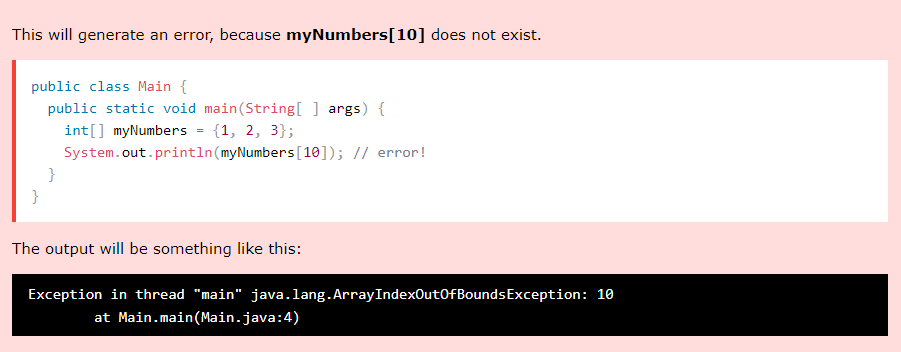 This will generate an error, because myNumbers[10] does not exist.
public class Main {
  public static void main(String[ ] args) {
    int[] myNumbers = {1, 2, 3};
    System.out.println(myNumbers[10]); // error!
  }
}
The output will be something like this:
Exception in thread "main" java.lang.ArrayIndexOutOfBoundsException: 10
        at Main.main(Main.java:4)